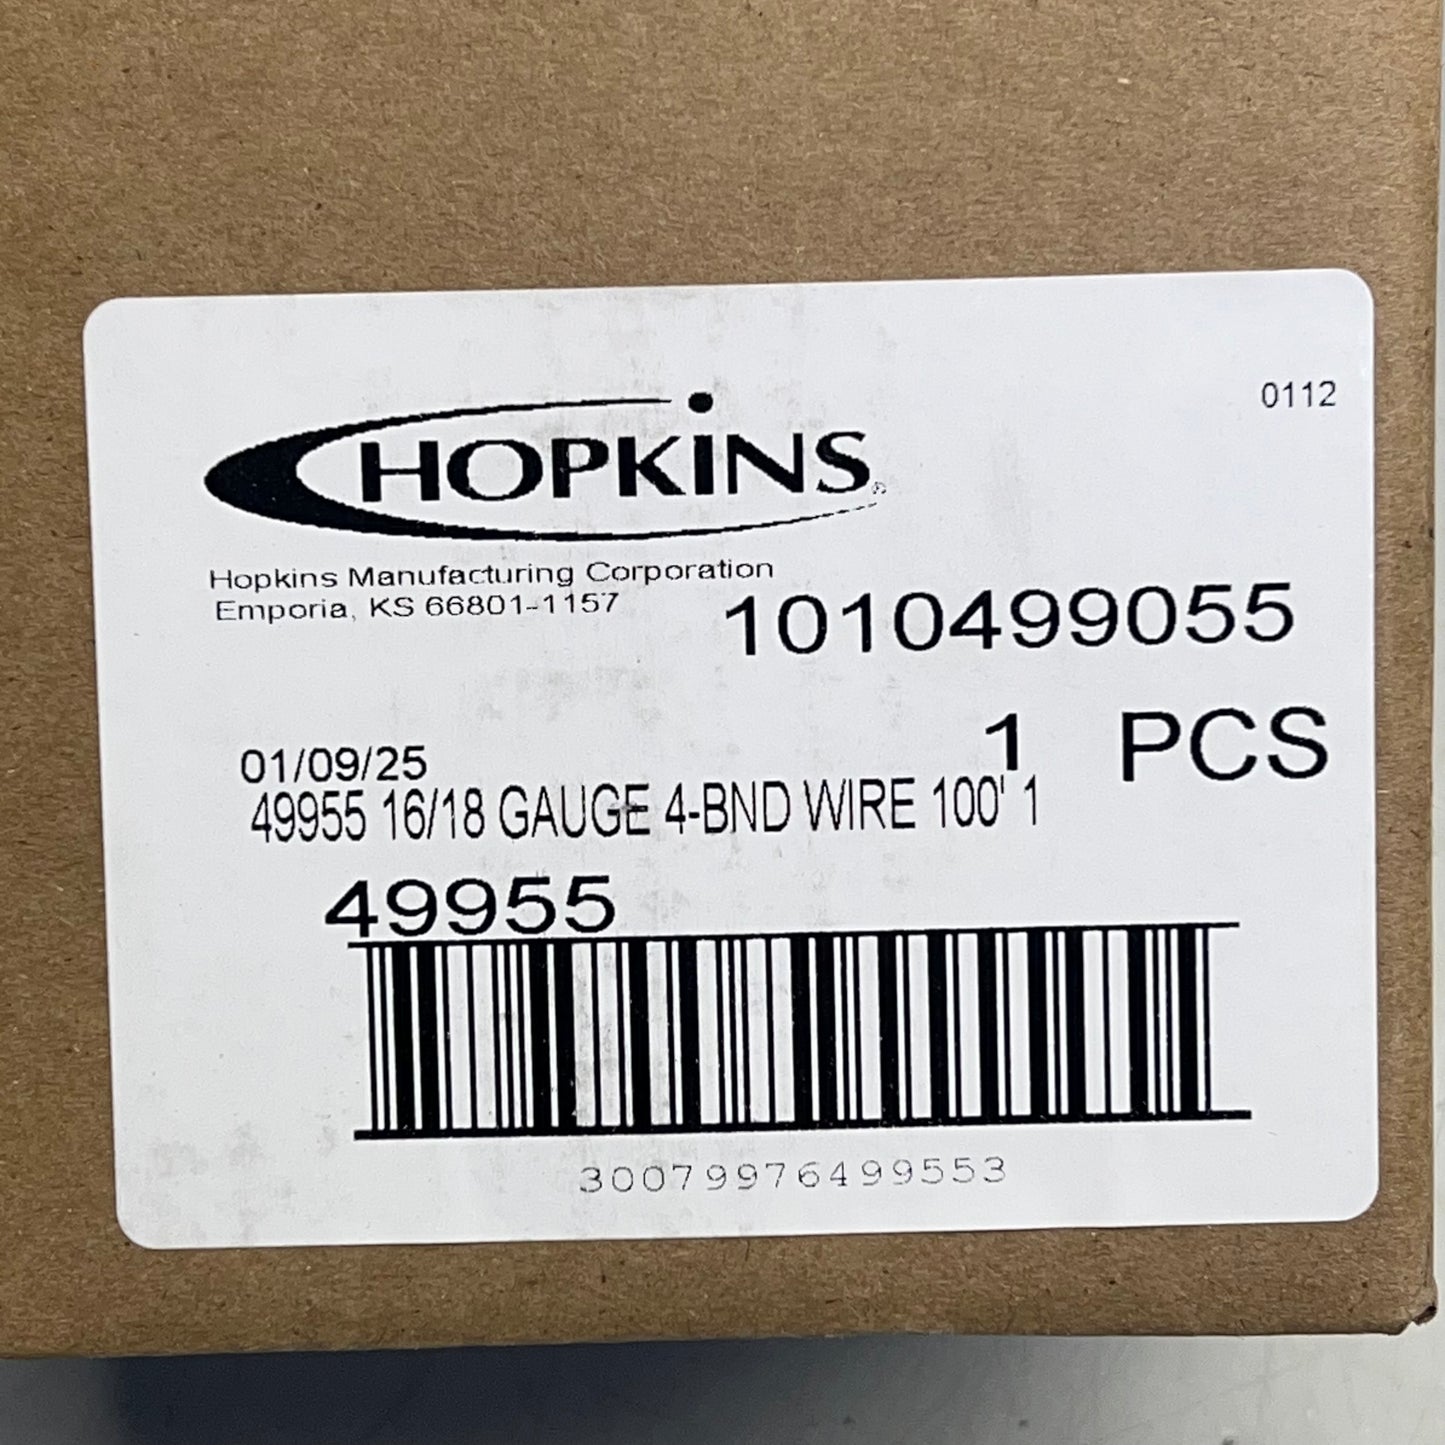 0112
HOPKINS®
Hopkins Manufacturing Corporation
Emporia, KS 66801-1157
1010499055
1 PCS
01/09/25
49955 16/18 GAUGE 4-BND WIRE 100' 1
49955
30079976499553